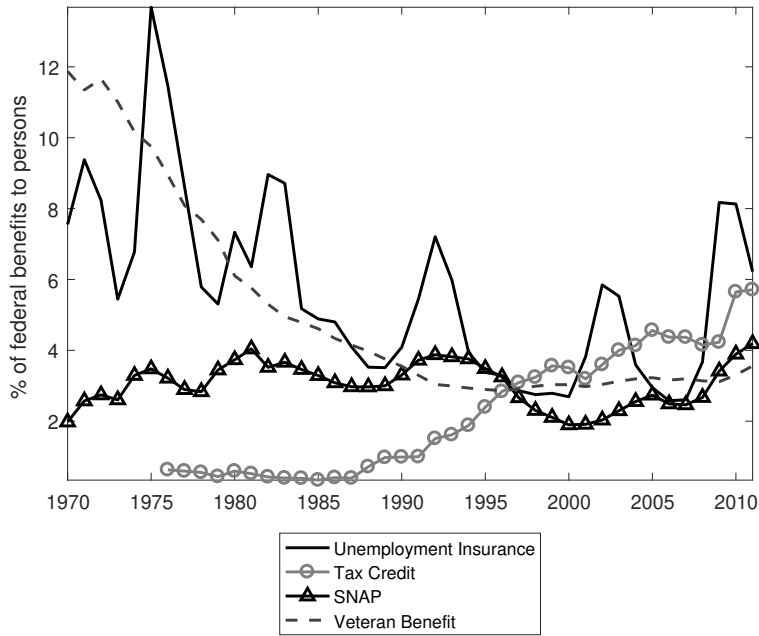 % of federal benefits to persons
12
10
8
6
4
2
1970 1975 1980 1985 1990 1995 2000 2005 2010
Unemployment Insurance
Tax Credit
SNAP
Veteran Benefit